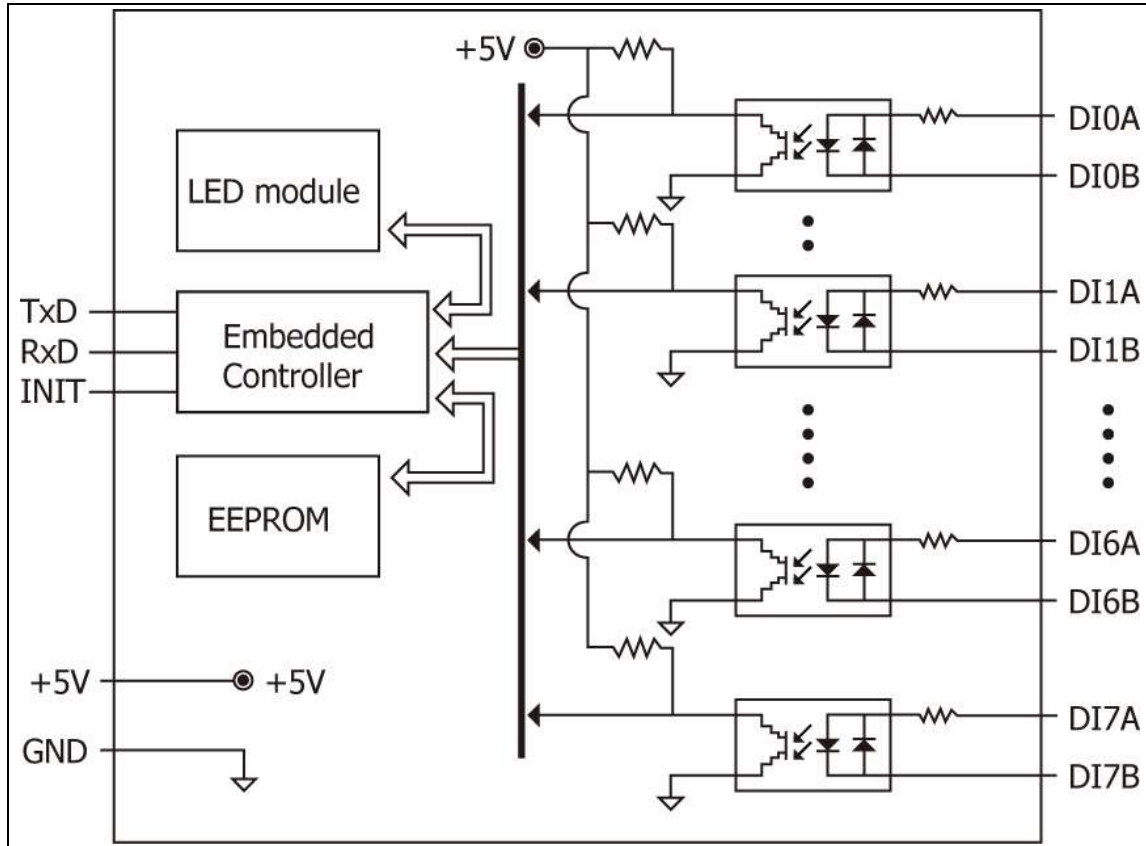 +5V
LED module
TxD
RxD
INIT
Embedded
Controller
EEPROM
+5V
+5V
GND
DI0A
DI0B
DI1A
DI1B
DI6A
DI6B
DI7A
DI7B